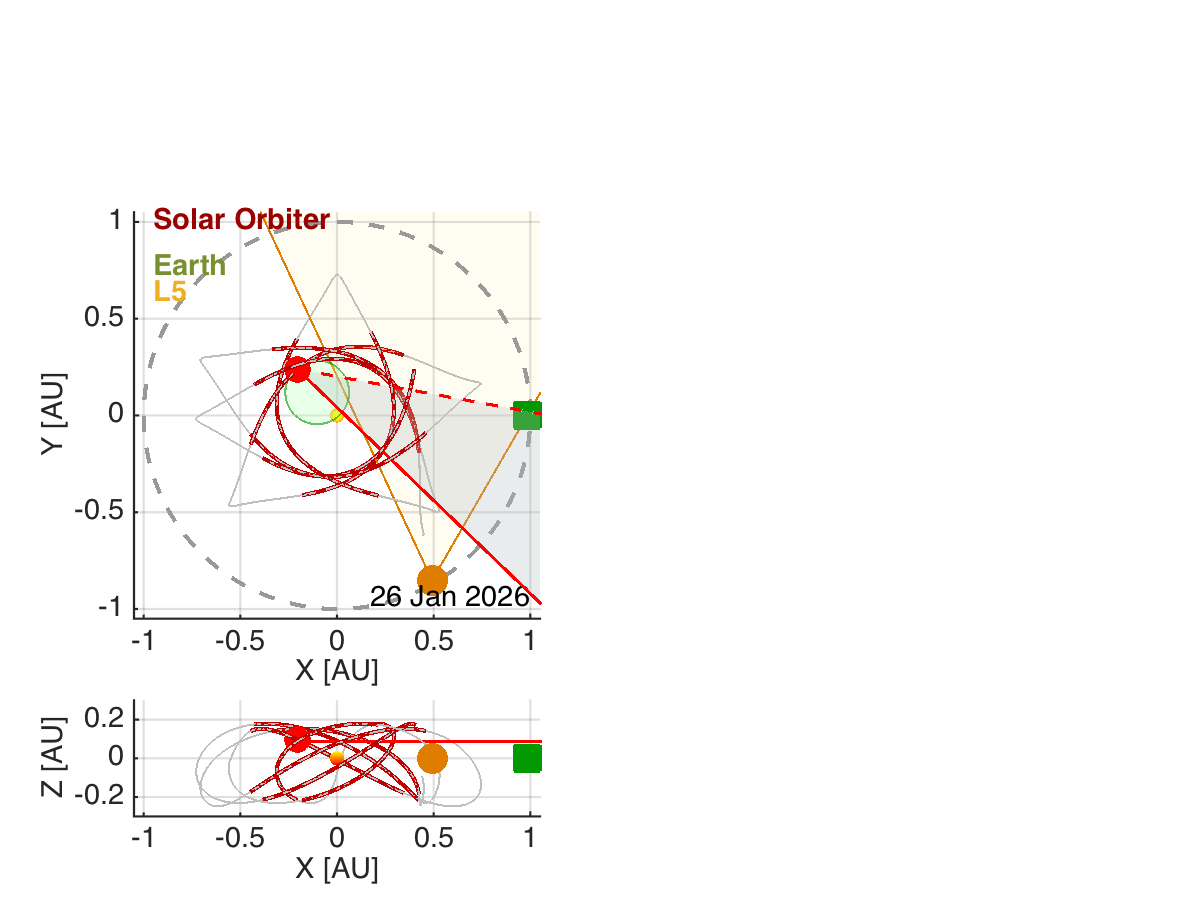 Solar Orbiter
Earth
L5
26 Jan 2026
Y [AU]
1
0.5
0
-0.5
-1
-1 -0.5 0 0.5 1
X [AU]
Z [AU]
0.2
0
-0.2
-1 -0.5 0 0.5 1
X [AU]